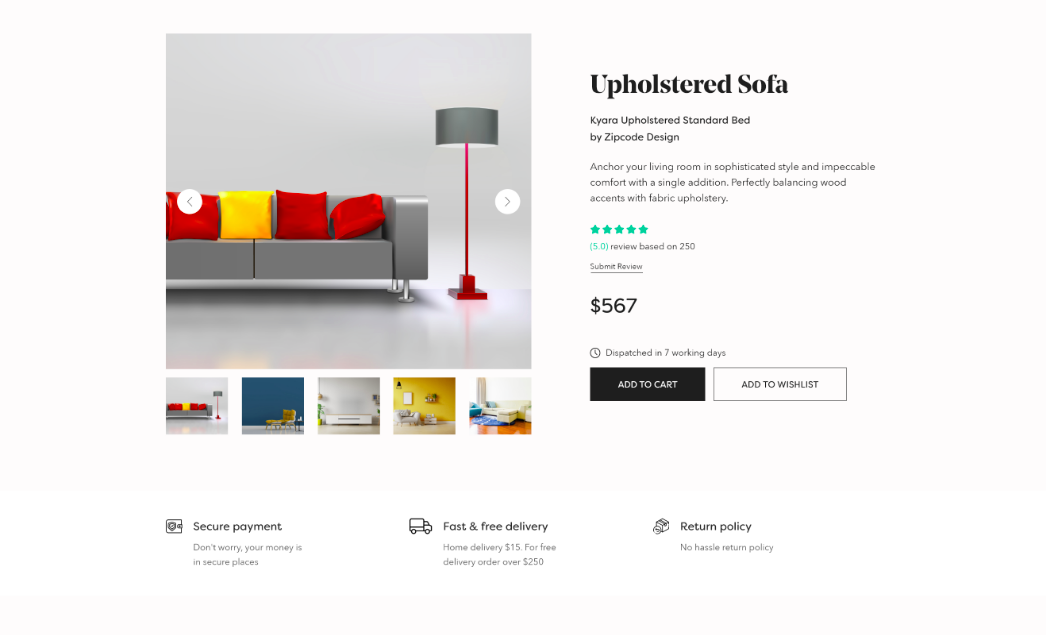 Upholstered Sofa
Kyara Upholstered Standard Bed
by Zipcode Design
Anchor your living room in sophisticated style and impeccable
comfort with a single addition. Perfectly balancing wood
accents with fabric upholstery.
(5.0) review based on 250
Submit Review
$567
Dispatched in 7 working days
ADD TO CART
ADD TO WISHLIST
Secure payment
Don't worry, your money is
in secure places
Fast & free delivery
Home delivery $15. For free
delivery order over $250
Return policy
No hassle return policy